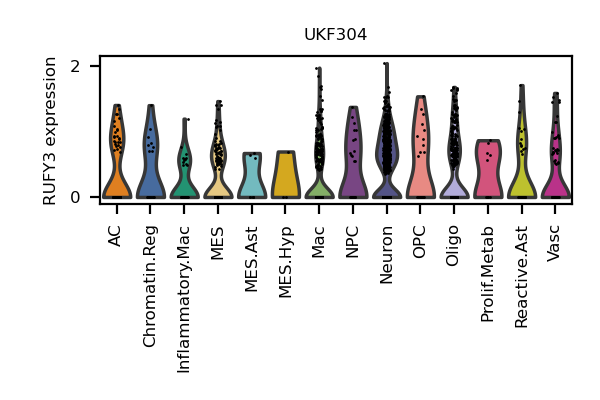 UKF304
RUFY3 expression
2
0
AC
Chromatin.Reg
Inflammatory.Mac
MES
MES.Ast
MES.Hyp
Mac
NPC
Neuron
OPC
Oligo
Prolif.Metab
Reactive.Ast
Vasc